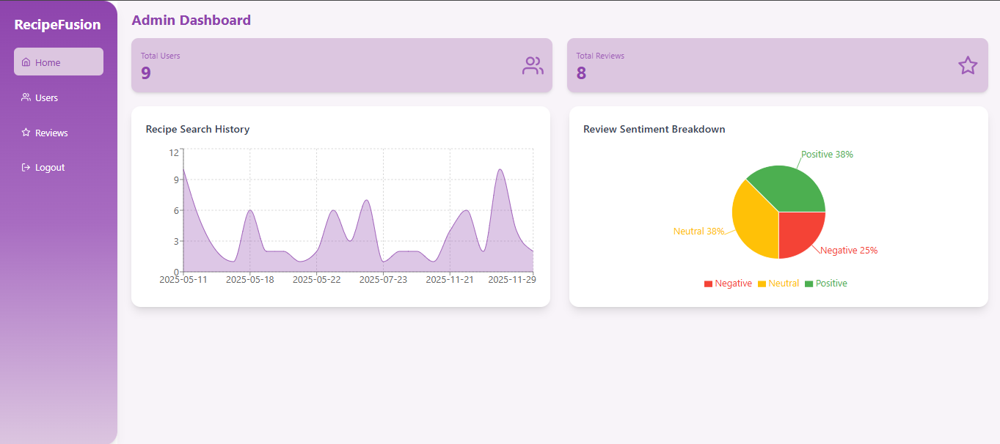 RecipeFusion
Home
Users
Reviews
Logout
Admin Dashboard
Total Users
9
Total Reviews
8
Recipe Search History
12
9
6
3
0
2025-05-11 2025-05-18 2025-05-22 2025-07-23 2025-11-21 2025-11-29
Review Sentiment Breakdown
Positive 38%
Neutral 38%
Negative 25%
Negative Neutral Positive